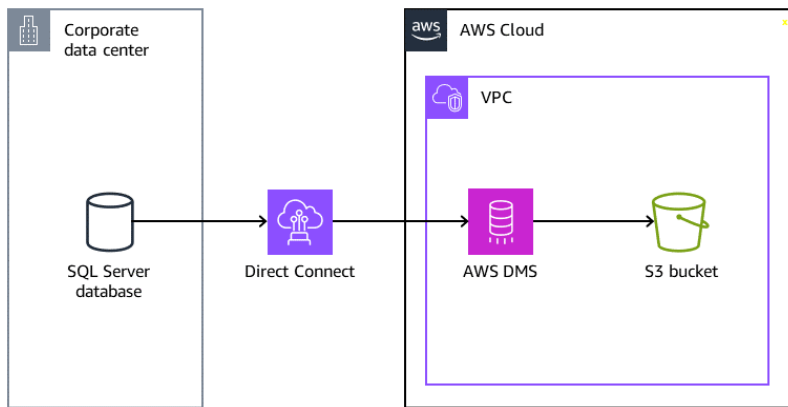 Corporate
data center
aws
AWS Cloud
x
VPC
SQL Server
database
Direct Connect
AWS DMS
S3 bucket